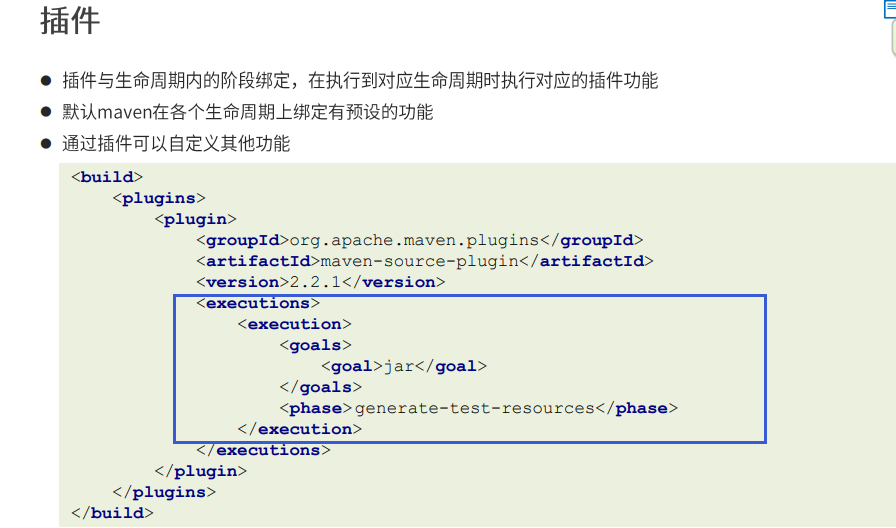 插件
● 插件与生命周期内的阶段绑定，在执行到对应生命周期时执行对应的插件功能
● 默认maven在各个生命周期上绑定有预设的功能
● 通过插件可以自定义其他功能
<build>
    <plugins>
        <plugin>
            <groupId>org.apache.maven.plugins</groupId>
            <artifactId>maven-source-plugin</artifactId>
            <version>2.2.1</version>
            <executions>
                <execution>
                    <goals>
                        <goal>jar</goal>
                    </goals>
                    <phase>generate-test-resources</phase>
                </execution>
            </executions>
        </plugin>
    </plugins>
</build>